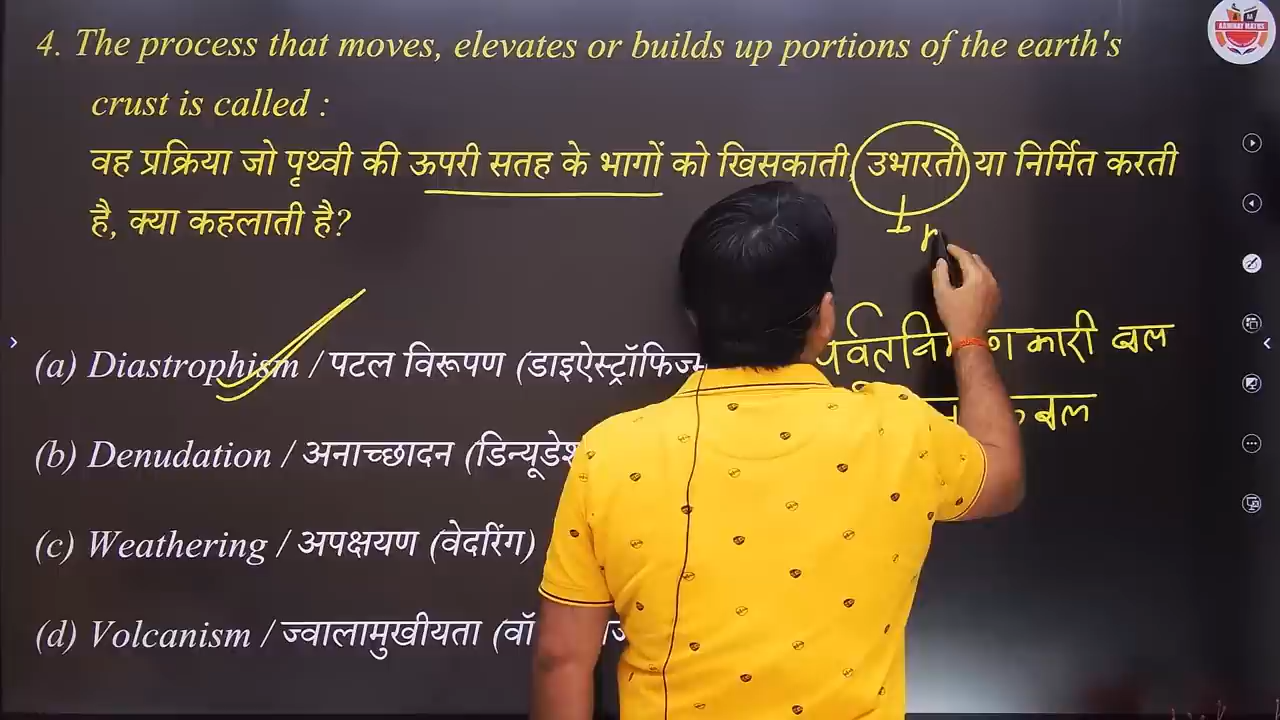 4. The process that moves, elevates or builds up portions of the earth's
crust is called :
वह प्रक्रिया जो पृथ्वी की ऊपरी सतह के भागों को खिसकाती, उभारती या निर्मित करती
है, क्या कहलाती है?
(a) Diastrophism / पटल विरूपण (डाइऐस्ट्रॉफिज्म
(b) Denudation / अनाच्छादन (डिन्यूडेश
(c) Weathering / अपक्षयण (वेदरिंग)
(d) Volcanism / ज्वालामुखीयता
कारी बल
बल
AARAMBH MATHS